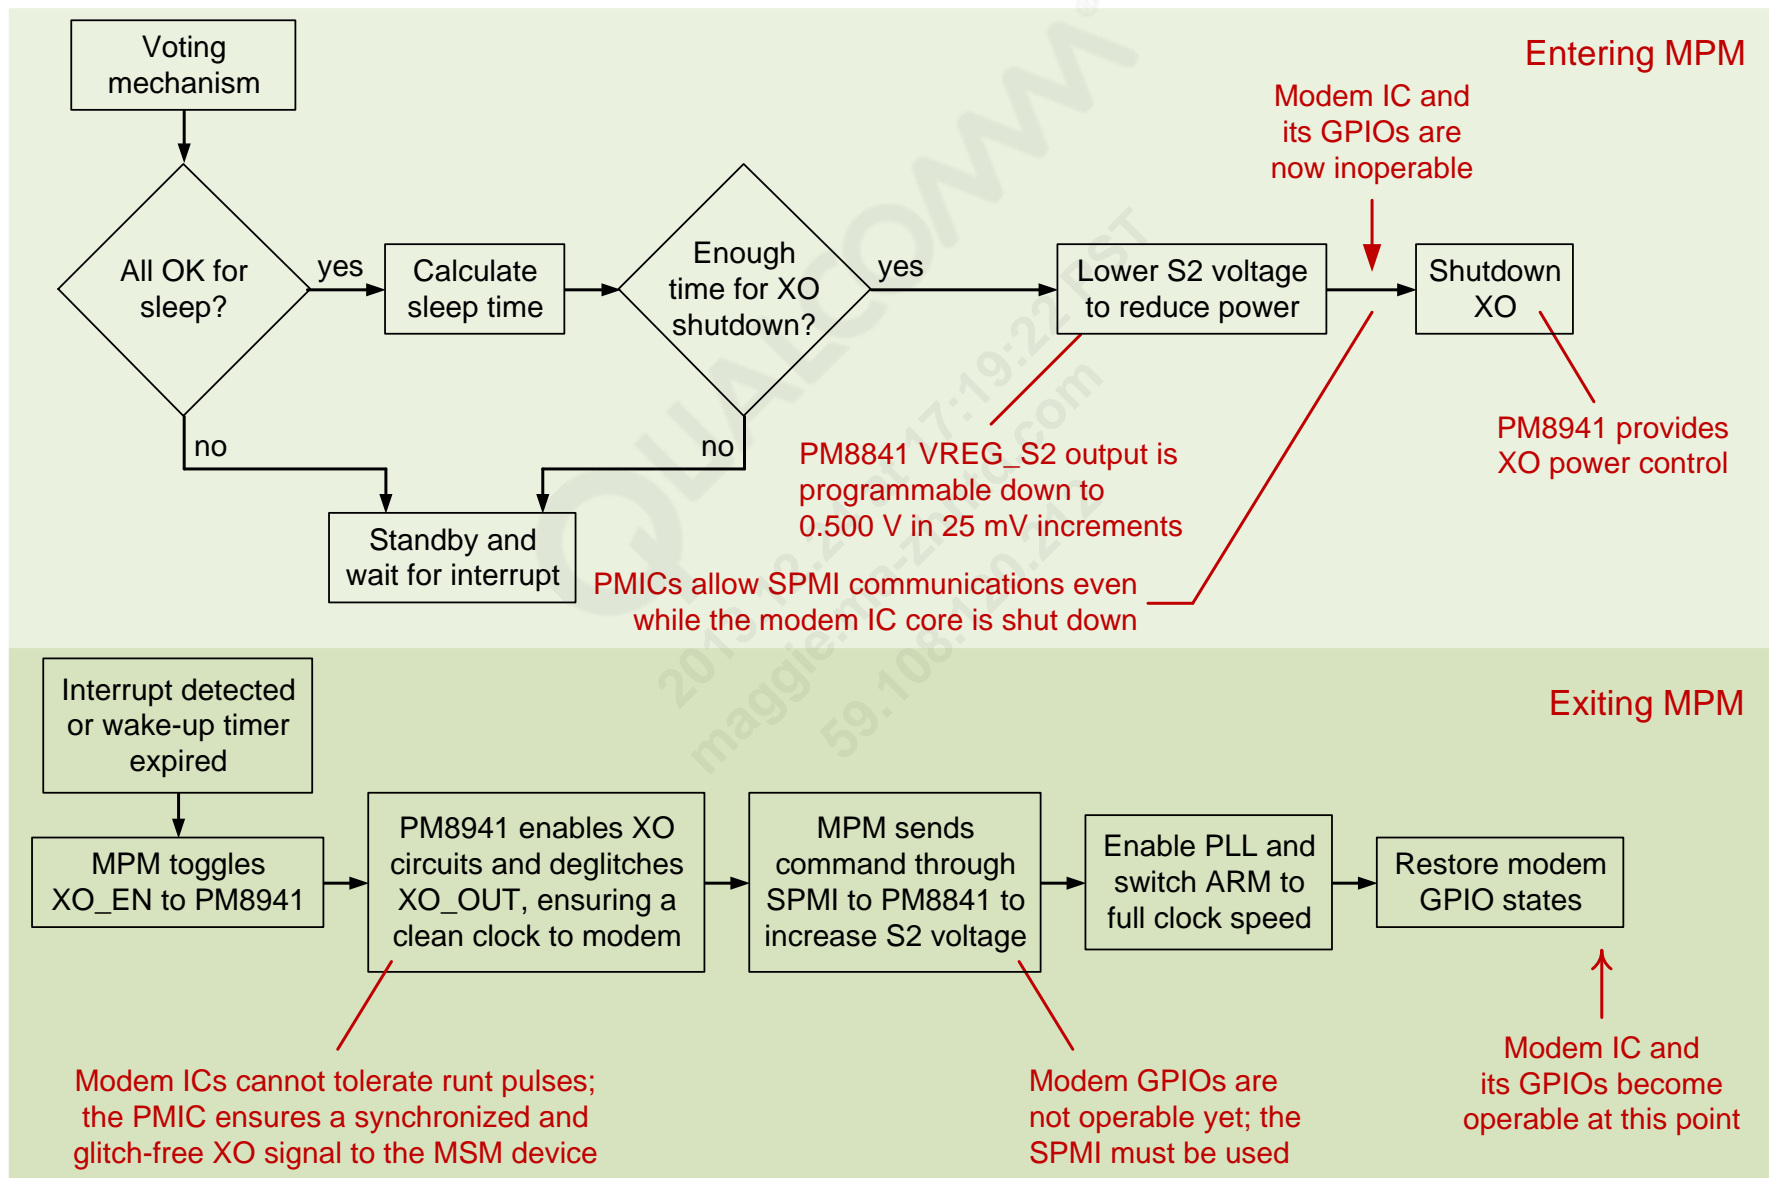 Entering MPM
Voting
mechanism
All OK for
sleep?
yes
no
Calculate
sleep time
Enough
time for XO
shutdown?
yes
no
Standby and
wait for interrupt
Lower S2 voltage
to reduce power
Modem IC and
its GPIOs are
now inoperable
Shutdown
XO
PM8941 provides
XO power control
PM8841 VREG_S2 output is
programmable down to
0.500 V in 25 mV increments
PMICs allow SPMI communications even
while the modem IC core is shut down
QUALCOMM®
59.108.120.212
Exiting MPM
Interrupt detected
or wake-up timer
expired
MPM toggles
XO_EN to PM8941
PM8941 enables XO
circuits and deglitches
XO_OUT, ensuring a
clean clock to modem
MPM sends
command through
SPMI to PM8841 to
increase S2 voltage
Enable PLL and
switch ARM to
full clock speed
Restore modem
GPIO states
Modem ICs cannot tolerate runt pulses;
the PMIC ensures a synchronized and
glitch-free XO signal to the MSM device
Modem GPIOs are
not operable yet; the
SPMI must be used
Modem IC and
its GPIOs become
operable at this point